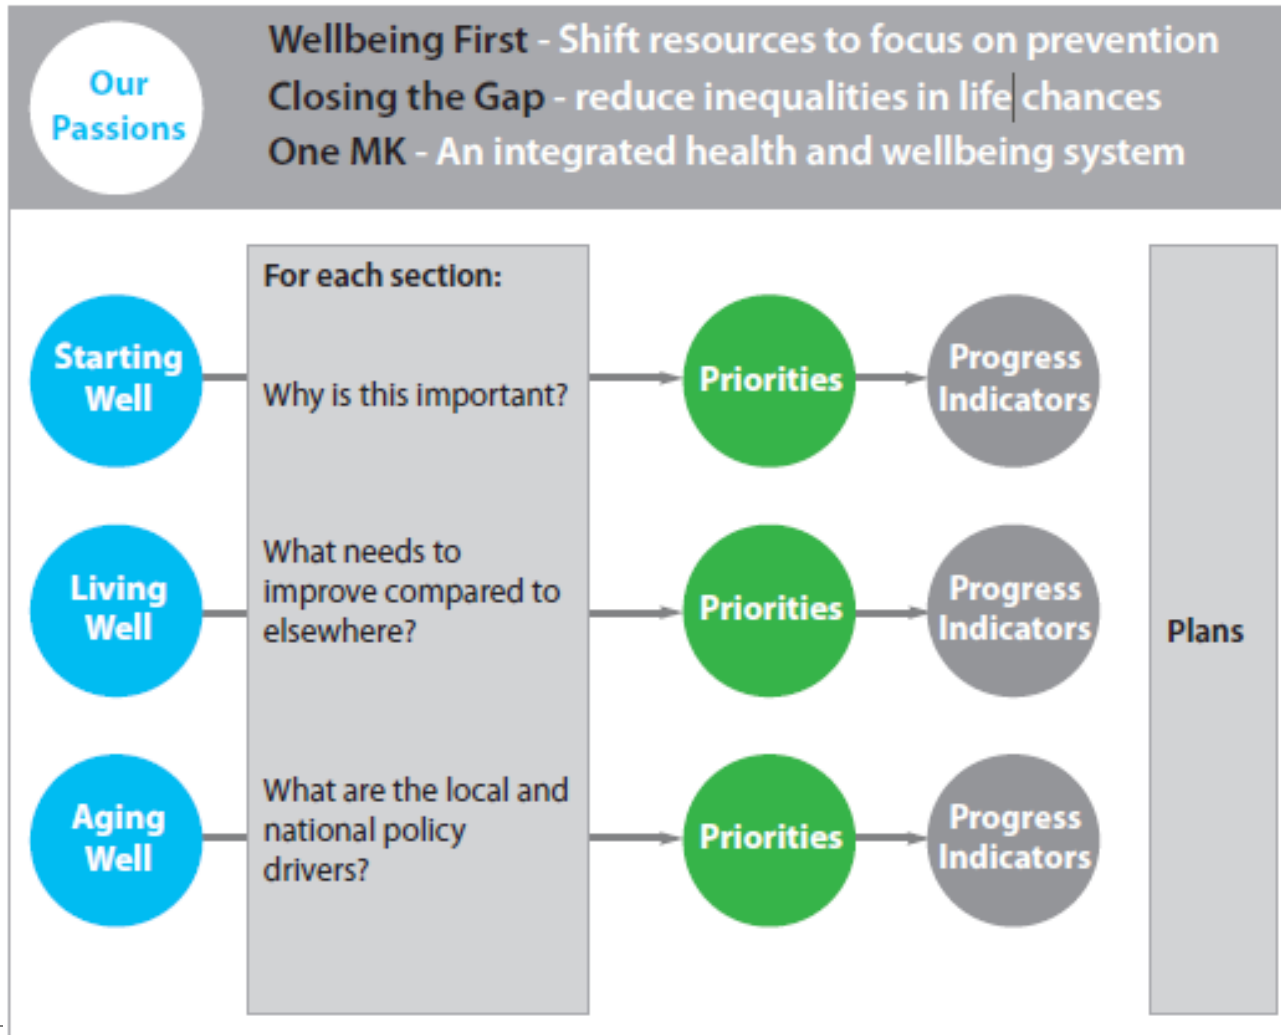 Our
Passions
Wellbeing First - Shift resources to focus on prevention
Closing the Gap - reduce inequalities in life chances
One MK - An integrated health and wellbeing system
For each section:
Starting
Well
Why is this important?
Priorities
Progress
Indicators
Living
Well
What needs to
improve compared to
elsewhere?
Priorities
Progress
Indicators
Plans
Aging
Well
What are the local and
national policy
drivers?
Priorities
Progress
Indicators